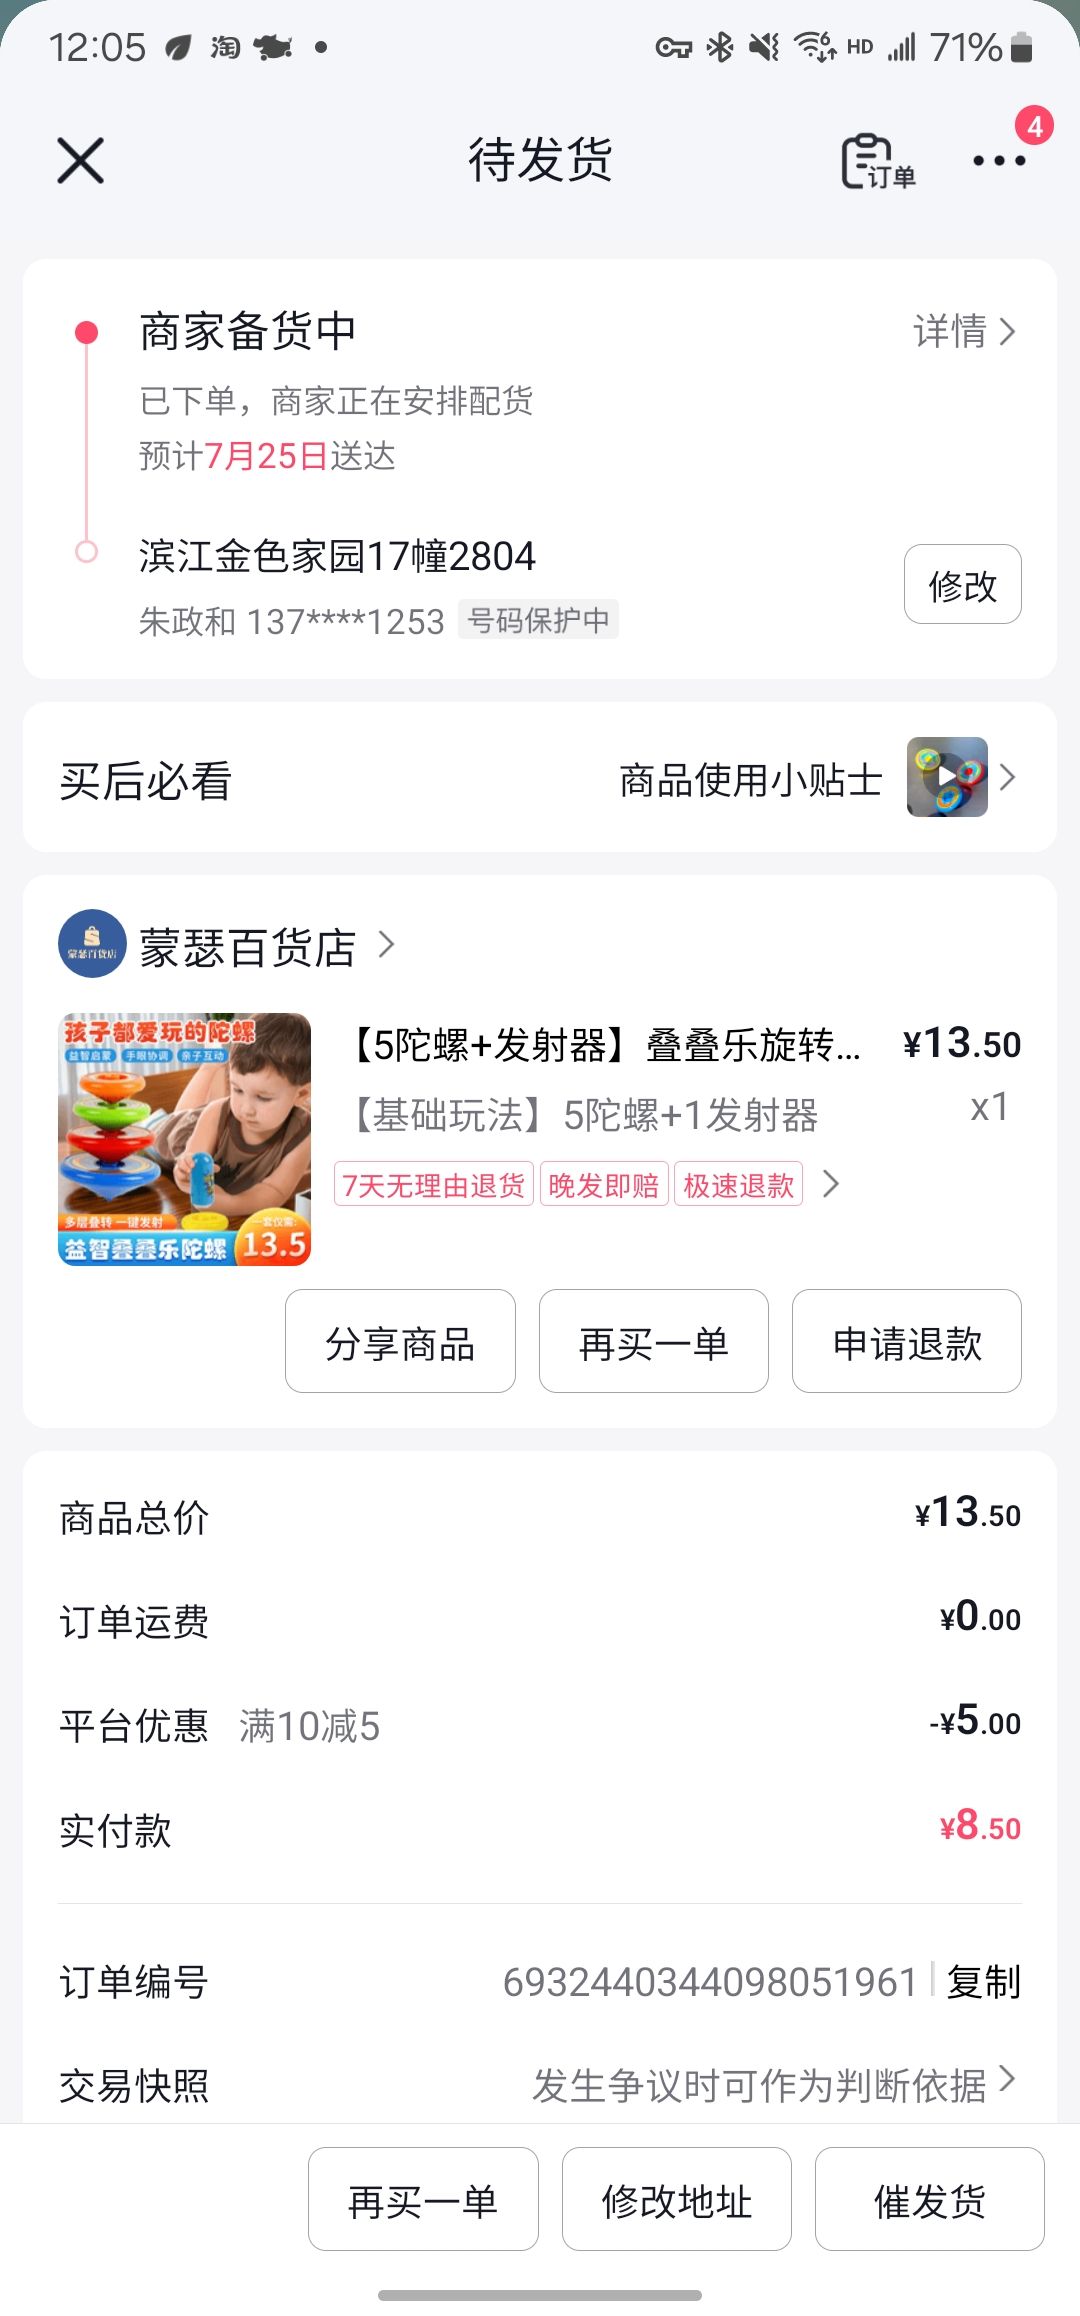 12:05
淘
HD
71%
待发货
订单
4
商家备货中
详情
已下单，商家正在安排配货
预计7月25日送达
滨江金色家园17幢2804
朱政和 137****1253 号码保护中
修改
买后必看
商品使用小贴士
蒙瑟百货店
蒙瑟百货店
孩子都爱玩的陀螺
益智启蒙 手眼协调 亲子互动
多层叠转 一键发射
一套仅需:
益智叠叠乐陀螺
13.5
【5陀螺+发射器】叠叠乐旋转...
¥13.50
【基础玩法】5陀螺+1发射器
x1
7天无理由退货 晚发即赔 极速退款
分享商品
再买一单
申请退款
商品总价
¥13.50
订单运费
¥0.00
平台优惠 满10减5
-¥5.00
实付款
¥8.50
订单编号
6932440344098051961
复制
交易快照
发生争议时可作为判断依据
再买一单
修改地址
催发货